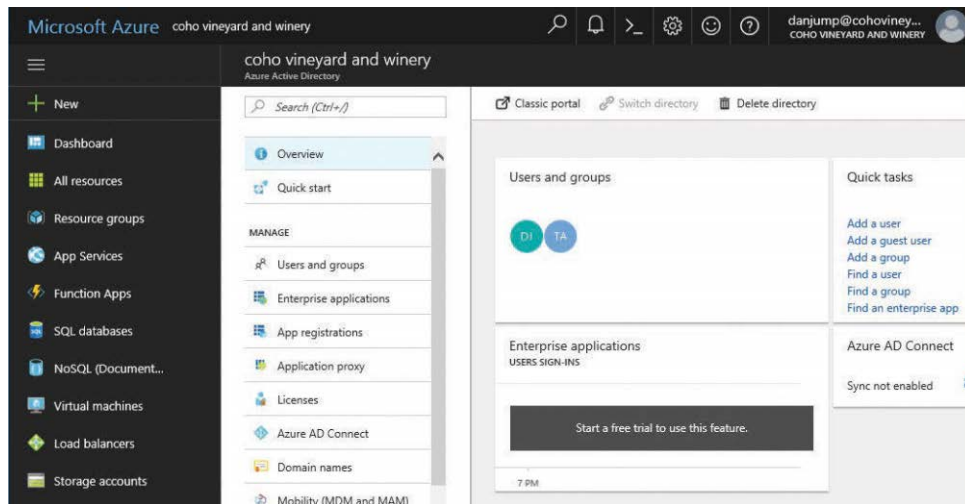 Microsoft Azure coho vineyard and winery
danjump@cohoviney...
COHO VINEYARD AND WINERY
coho vineyard and winery
Azure Active Directory
New
Dashboard
All resources
Resource groups
App Services
Function Apps
SQL databases
NoSQL (Document...
Virtual machines
Load balancers
Storage accounts
Search (Ctrl+/)
Overview
Quick start
MANAGE
Users and groups
Enterprise applications
App registrations
Application proxy
Licenses
Azure AD Connect
Domain names
Mobility (MDM and MAM)
Classic portal Switch directory Delete directory
Users and groups
DI TA
Quick tasks
Add a user
Add a guest user
Add a group
Find a user
Find a group
Find an enterprise app
Enterprise applications
USERS SIGN-INS
Start a free trial to use this feature.
7 PM
Azure AD Connect
Sync not enabled